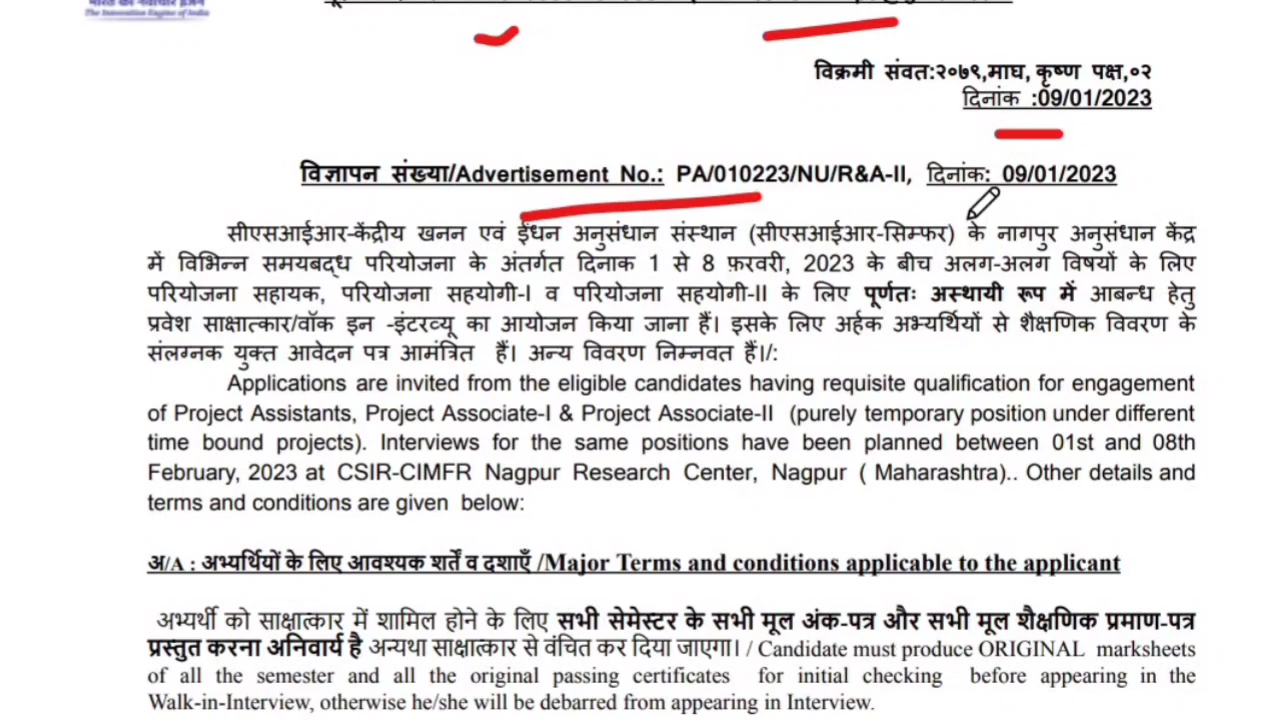 भारत का नवाचार इंजन
The Innovation Engine of India
विक्रमी संवत:२०७९,माघ, कृष्ण पक्ष,०२
दिनांक :09/01/2023
विज्ञापन संख्या/Advertisement No.: PA/010223/NU/R&A-II, दिनांक: 09/01/2023
सीएसआईआर-केंद्रीय खनन एवं ईंधन अनुसंधान संस्थान (सीएसआईआर-सिम्फर) के नागपुर अनुसंधान केंद्र
में विभिन्न समयबद्ध परियोजना के अंतर्गत दिनाक 1 से 8 फ़रवरी, 2023 के बीच अलग-अलग विषयों के लिए
परियोजना सहायक, परियोजना सहयोगी-I व परियोजना सहयोगी-II के लिए पूर्णतः अस्थायी रूप में आबन्ध हेतु
प्रवेश साक्षात्कार/वॉक इन -इंटरव्यू का आयोजन किया जाना हैं। इसके लिए अर्हक अभ्यर्थियों से शैक्षणिक विवरण के
संलग्नक युक्त आवेदन पत्र आमंत्रित हैं। अन्य विवरण निम्नवत हैं।/:
Applications are invited from the eligible candidates having requisite qualification for engagement
of Project Assistants, Project Associate-I & Project Associate-II (purely temporary position under different
time bound projects). Interviews for the same positions have been planned between 01st and 08th
February, 2023 at CSIR-CIMFR Nagpur Research Center, Nagpur ( Maharashtra).. Other details and
terms and conditions are given below:
अ/A : अभ्यर्थियों के लिए आवश्यक शर्तें व दशाएँ /Major Terms and conditions applicable to the applicant
अभ्यर्थी को साक्षात्कार में शामिल होने के लिए सभी सेमेस्टर के सभी मूल अंक-पत्र और सभी मूल शैक्षणिक प्रमाण-पत्र
प्रस्तुत करना अनिवार्य है अन्यथा साक्षात्कार से वंचित कर दिया जाएगा। / Candidate must produce ORIGINAL marksheets
of all the semester and all the original passing certificates for initial checking before appearing in the
Walk-in-Interview, otherwise he/she will be debarred from appearing in Interview.